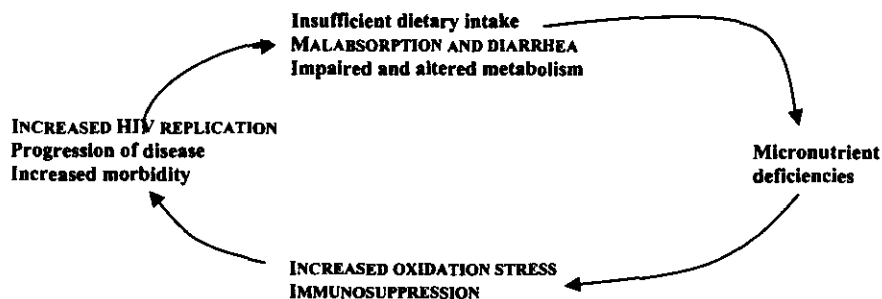 Insufficient dietary intake
MALABSORPTION AND DIARRHEA
Impaired and altered metabolism
INCREASED HIV REPLICATION
Progression of disease
Increased morbidity
Micronutrient
deficiencies
INCREASED OXIDATION STRESS
IMMUNOSUPPRESSION